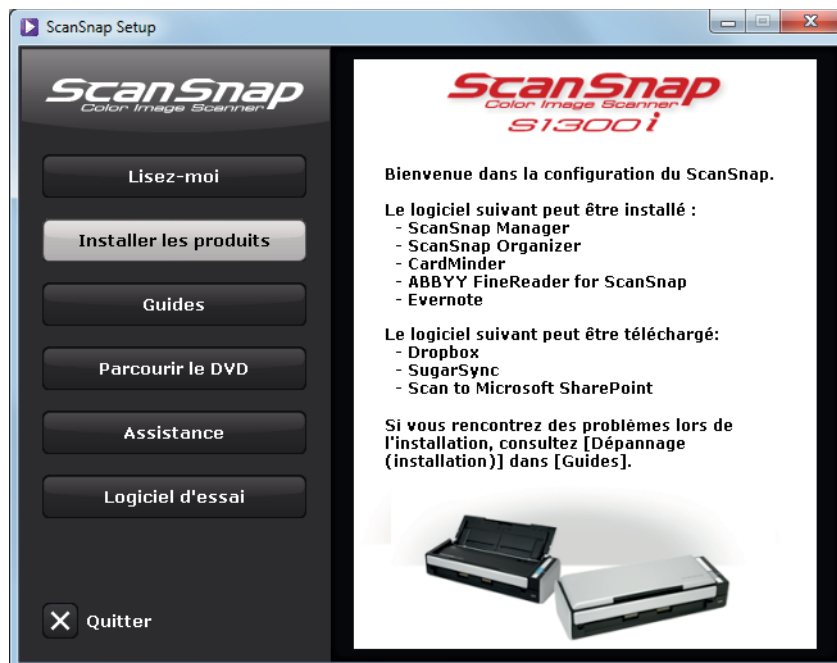 ScanSnap Setup
ScanSnap
Color Image Scanner
Lisez-moi
Installer les produits
Guides
Parcourir le DVD
Assistance
Logiciel d'essai
Quitter
ScanSnap
Color Image Scanner
S1300i
Bienvenue dans la configuration du ScanSnap.
Le logiciel suivant peut être installé :
- ScanSnap Manager
- ScanSnap Organizer
- CardMinder
- ABBYY FineReader for ScanSnap
- Evernote
Le logiciel suivant peut être téléchargé:
- Dropbox
- SugarSync
- Scan to Microsoft SharePoint
Si vous rencontrez des problèmes lors de
l'installation, consultez [Dépannage
(installation)] dans [Guides].